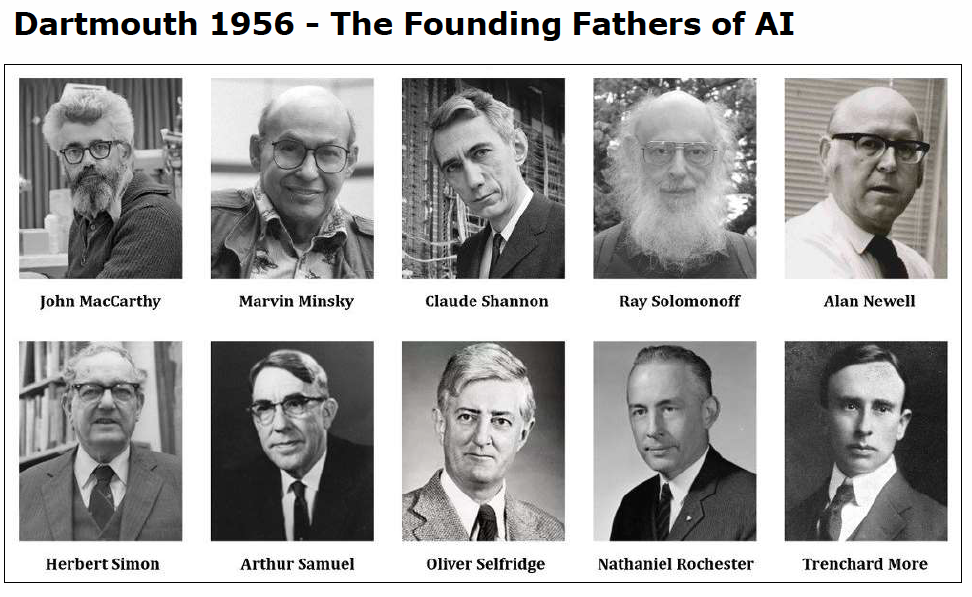 Dartmouth 1956 - The Founding Fathers of AI
John MacCarthy
Marvin Minsky
Claude Shannon
Ray Solomonoff
Alan Newell
Herbert Simon
Arthur Samuel
Oliver Selfridge
Nathaniel Rochester
Trenchard More